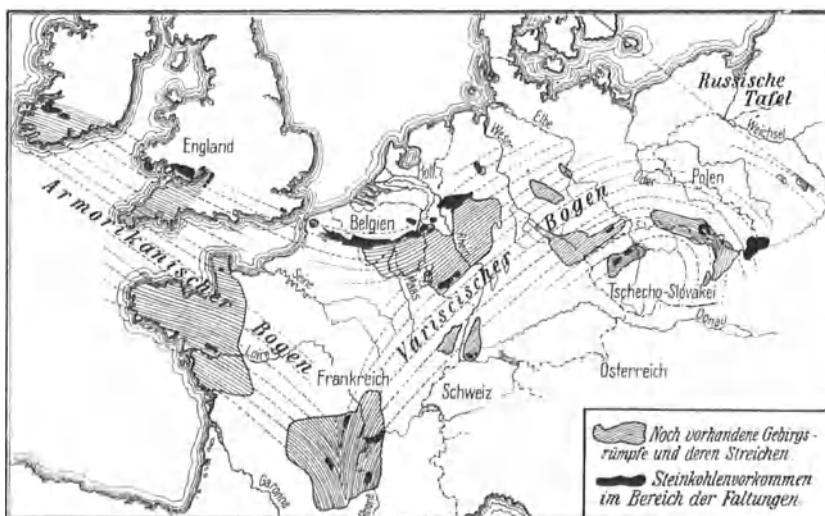 Russische
Tafel
Weichsel
England
Holl.
Weser
Elbe
Oder
Polen
Armorikanischer
Bogen
Belgien
Variscischer
Bogen
Rhein
Maas
Seine
Tschecho-Slovakei
Donau
Loire
Frankreich
Schweiz
Österreich
Garonne
Noch vorhandene Gebirgs-
rümpfe und deren Streichen
Steinkohlenvorkommen
im Bereich der Faltungen